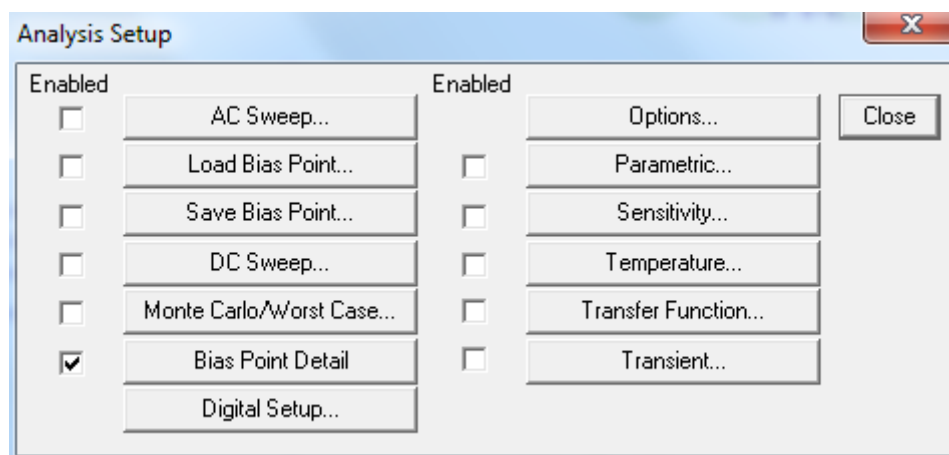 Analysis Setup
Enabled
AC Sweep...
Load Bias Point...
Save Bias Point...
DC Sweep...
Monte Carlo/Worst Case...
Bias Point Detail
Digital Setup...
Enabled
Options...
Parametric...
Sensitivity...
Temperature...
Transfer Function...
Transient...
Close